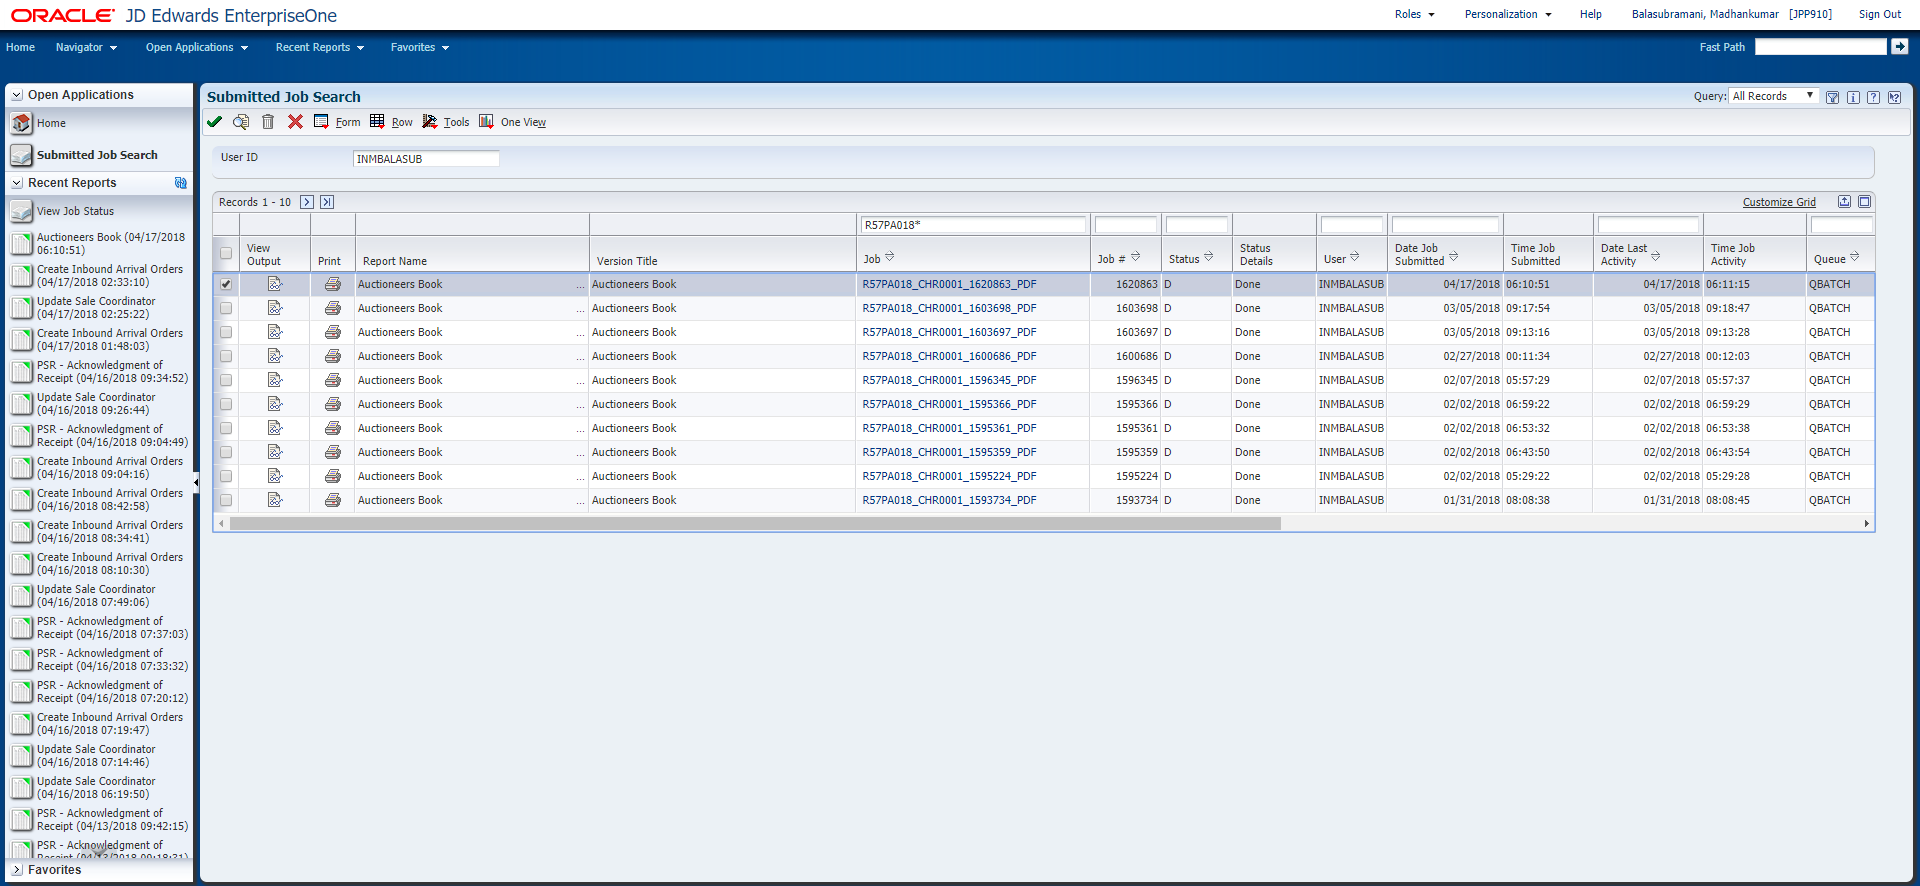 ORACLE JD Edwards EnterpriseOne
Roles Personalization Help Balasubramani, Madhankumar [JPP910] Sign Out
Home Navigator Open Applications Recent Reports Favorites Fast Path
Open Applications
Home
Submitted Job Search
Recent Reports
View Job Status
Auctioneers Book (04/17/2018
06:10:51)
Create Inbound Arrival Orders
(04/17/2018 02:33:10)
Update Sale Coordinator
(04/17/2018 02:25:22)
Create Inbound Arrival Orders
(04/17/2018 01:48:03)
PSR - Acknowledgment of
Receipt (04/16/2018 09:34:52)
Update Sale Coordinator
(04/16/2018 09:26:44)
PSR - Acknowledgment of
Receipt (04/16/2018 09:04:49)
Create Inbound Arrival Orders
(04/16/2018 09:04:16)
Create Inbound Arrival Orders
(04/16/2018 08:42:58)
Create Inbound Arrival Orders
(04/16/2018 08:34:41)
Create Inbound Arrival Orders
(04/16/2018 08:10:30)
Update Sale Coordinator
(04/16/2018 07:49:06)
PSR - Acknowledgment of
Receipt (04/16/2018 07:37:03)
PSR - Acknowledgment of
Receipt (04/16/2018 07:33:32)
PSR - Acknowledgment of
Receipt (04/16/2018 07:20:12)
Create Inbound Arrival Orders
(04/16/2018 07:19:47)
Update Sale Coordinator
(04/16/2018 07:14:46)
Update Sale Coordinator
(04/16/2018 06:19:50)
PSR - Acknowledgment of
Receipt (04/13/2018 09:42:15)
PSR - Acknowledgment of
Favorites
Submitted Job Search
Query: All Records
Form Row Tools One View
User ID INMBALASUB
Records 1 - 10 Customize Grid
R57PA018*
View Output Print Report Name Version Title Job Job # Status Status Details User Date Job Submitted Time Job Submitted Date Last Activity Time Job Activity Queue
Auctioneers Book ... Auctioneers Book R57PA018_CHR0001_1620863_PDF 1620863 D Done INMBALASUB 04/17/2018 06:10:51 04/17/2018 06:11:15 QBATCH
Auctioneers Book ... Auctioneers Book R57PA018_CHR0001_1603698_PDF 1603698 D Done INMBALASUB 03/05/2018 09:17:54 03/05/2018 09:18:47 QBATCH
Auctioneers Book ... Auctioneers Book R57PA018_CHR0001_1603697_PDF 1603697 D Done INMBALASUB 03/05/2018 09:13:16 03/05/2018 09:13:28 QBATCH
Auctioneers Book ... Auctioneers Book R57PA018_CHR0001_1600686_PDF 1600686 D Done INMBALASUB 02/27/2018 00:11:34 02/27/2018 00:12:03 QBATCH
Auctioneers Book ... Auctioneers Book R57PA018_CHR0001_1596345_PDF 1596345 D Done INMBALASUB 02/07/2018 05:57:29 02/07/2018 05:57:37 QBATCH
Auctioneers Book ... Auctioneers Book R57PA018_CHR0001_1595366_PDF 1595366 D Done INMBALASUB 02/02/2018 06:59:22 02/02/2018 06:59:29 QBATCH
Auctioneers Book ... Auctioneers Book R57PA018_CHR0001_1595361_PDF 1595361 D Done INMBALASUB 02/02/2018 06:53:32 02/02/2018 06:53:38 QBATCH
Auctioneers Book ... Auctioneers Book R57PA018_CHR0001_1595359_PDF 1595359 D Done INMBALASUB 02/02/2018 06:43:50 02/02/2018 06:43:54 QBATCH
Auctioneers Book ... Auctioneers Book R57PA018_CHR0001_1595224_PDF 1595224 D Done INMBALASUB 02/02/2018 05:29:22 02/02/2018 05:29:28 QBATCH
Auctioneers Book ... Auctioneers Book R57PA018_CHR0001_1593734_PDF 1593734 D Done INMBALASUB 01/31/2018 08:08:38 01/31/2018 08:08:45 QBATCH